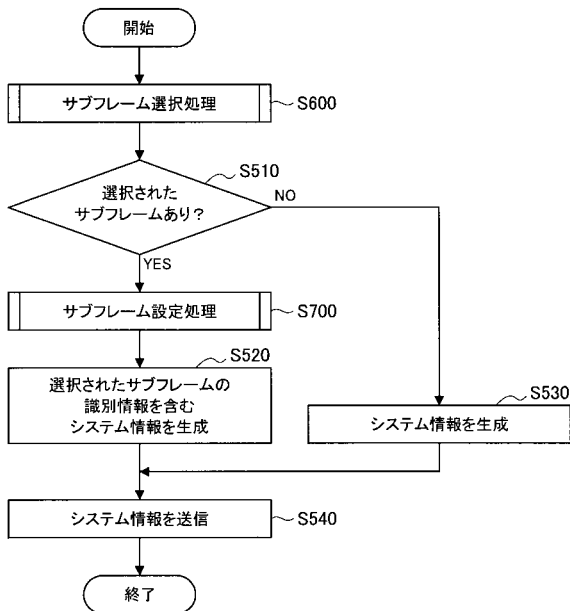 開始
サブフレーム選択処理
S600
S510
選択された
サブフレームあり？
NO
YES
サブフレーム設定処理
S700
S520
選択されたサブフレームの
識別情報を含む
システム情報を生成
S530
システム情報を生成
システム情報を送信
S540
終了